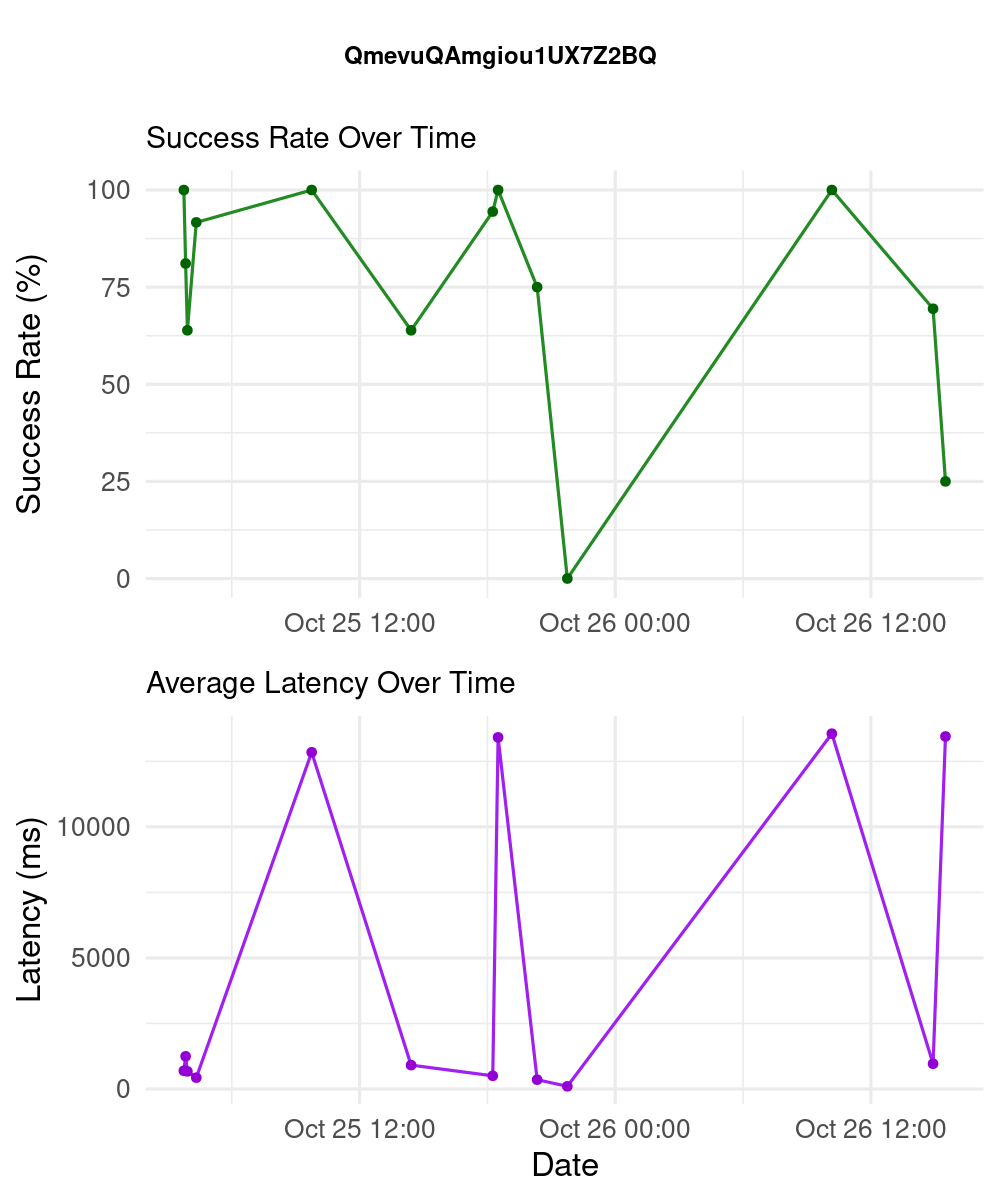 QmevuQAmgiou1UX7Z2BQ
Success Rate Over Time
Success Rate (%)
100
75
50
25
0
Oct 25 12:00 Oct 26 00:00 Oct 26 12:00
Average Latency Over Time
Latency (ms)
10000
5000
0
Oct 25 12:00 Oct 26 00:00 Oct 26 12:00
Date